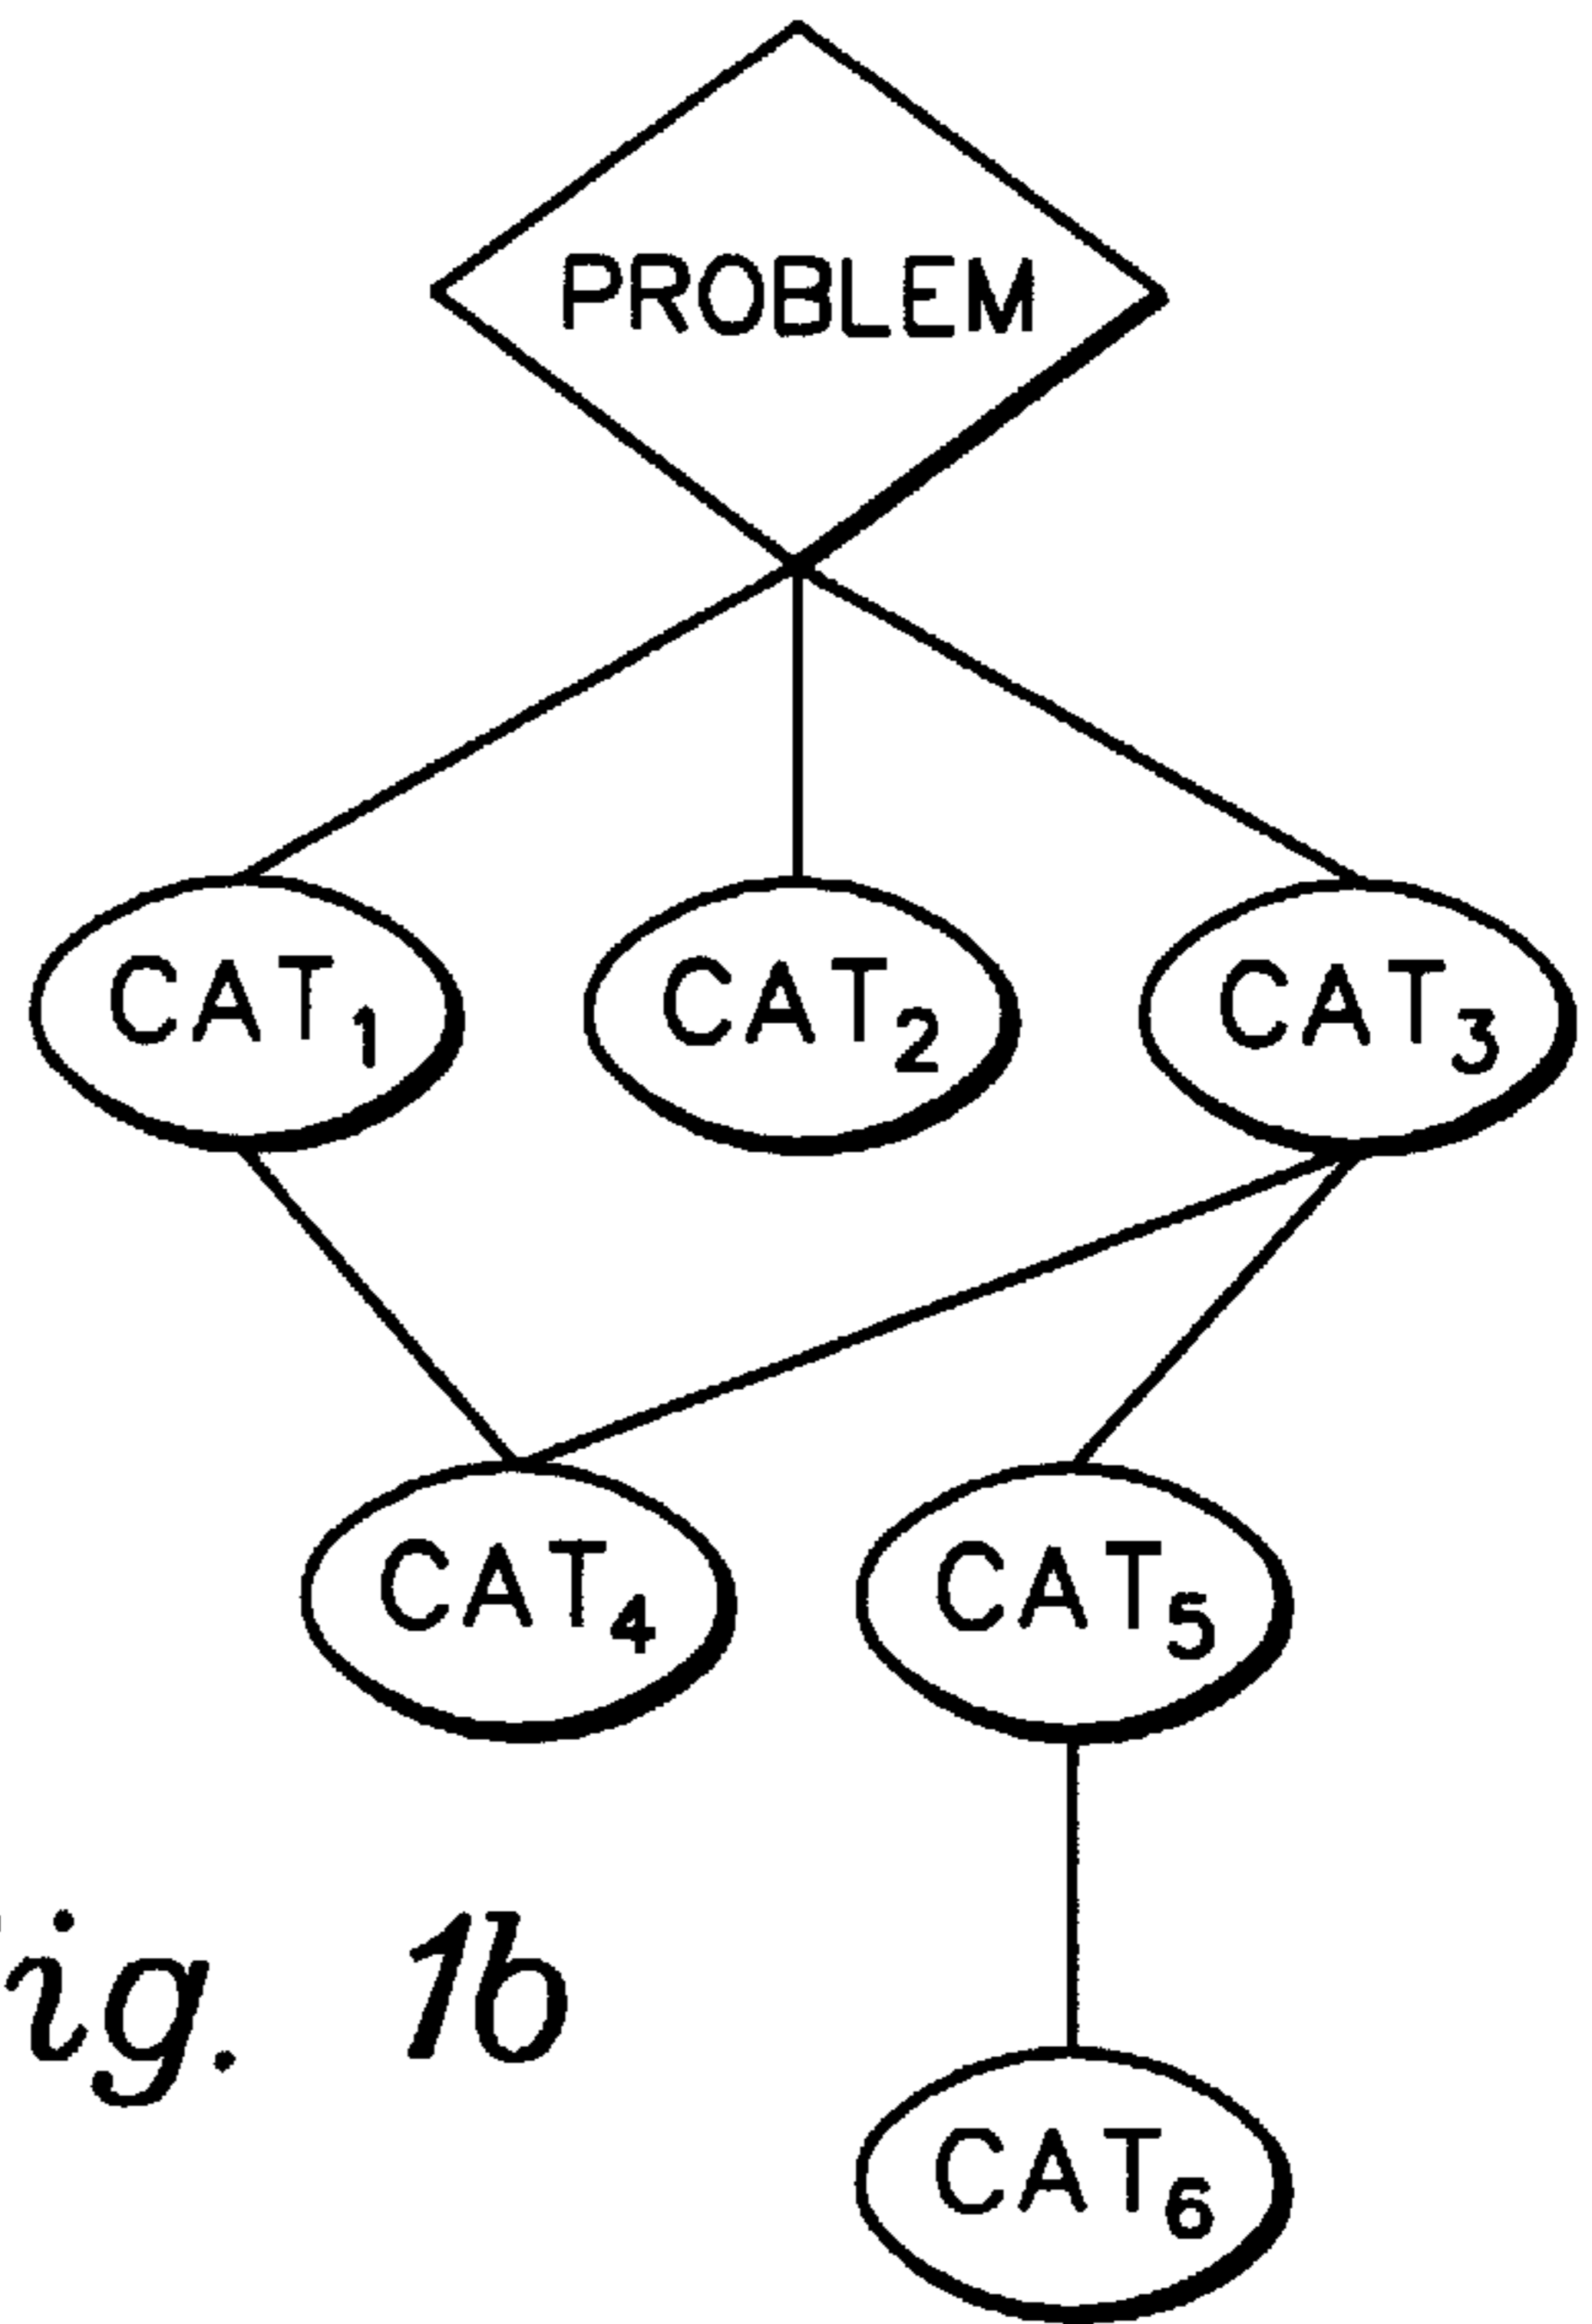 PROBLEM
CAT₁ CAT₂ CAT₃
CAT₄ CAT₅
ig. 1b
CAT₆